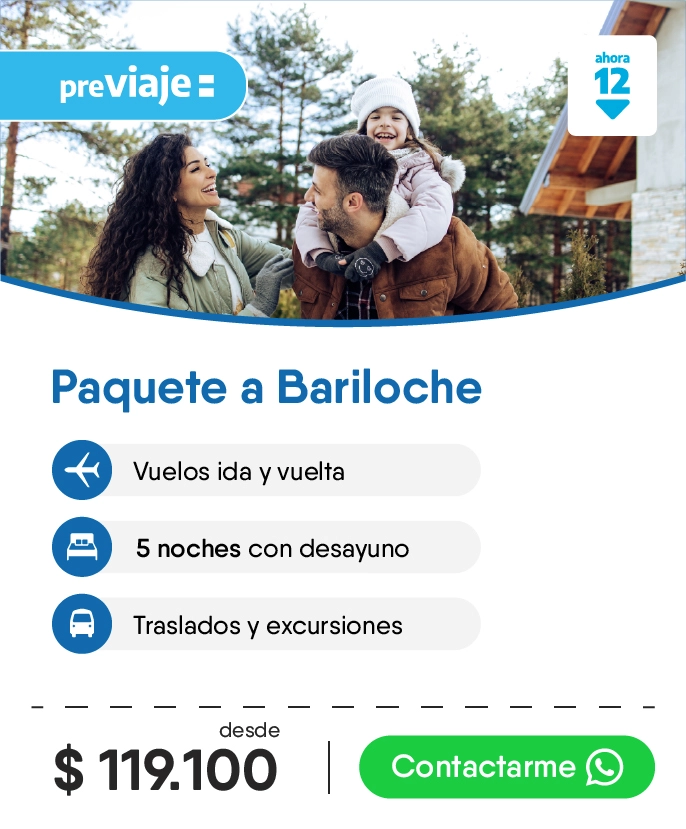 previaje
ahora
12
Paquete a Bariloche
Vuelos ida y vuelta
5 noches con desayuno
Traslados y excursiones
desde
$ 119.100
Contactarme